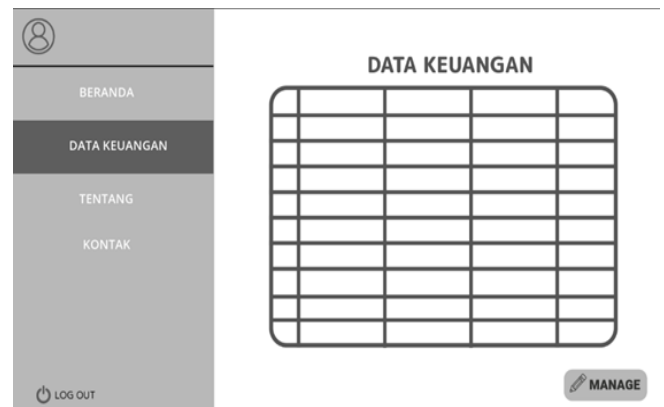 BERANDA
DATA KEUANGAN
TENTANG
KONTAK
LOG OUT
DATA KEUANGAN
MANAGE